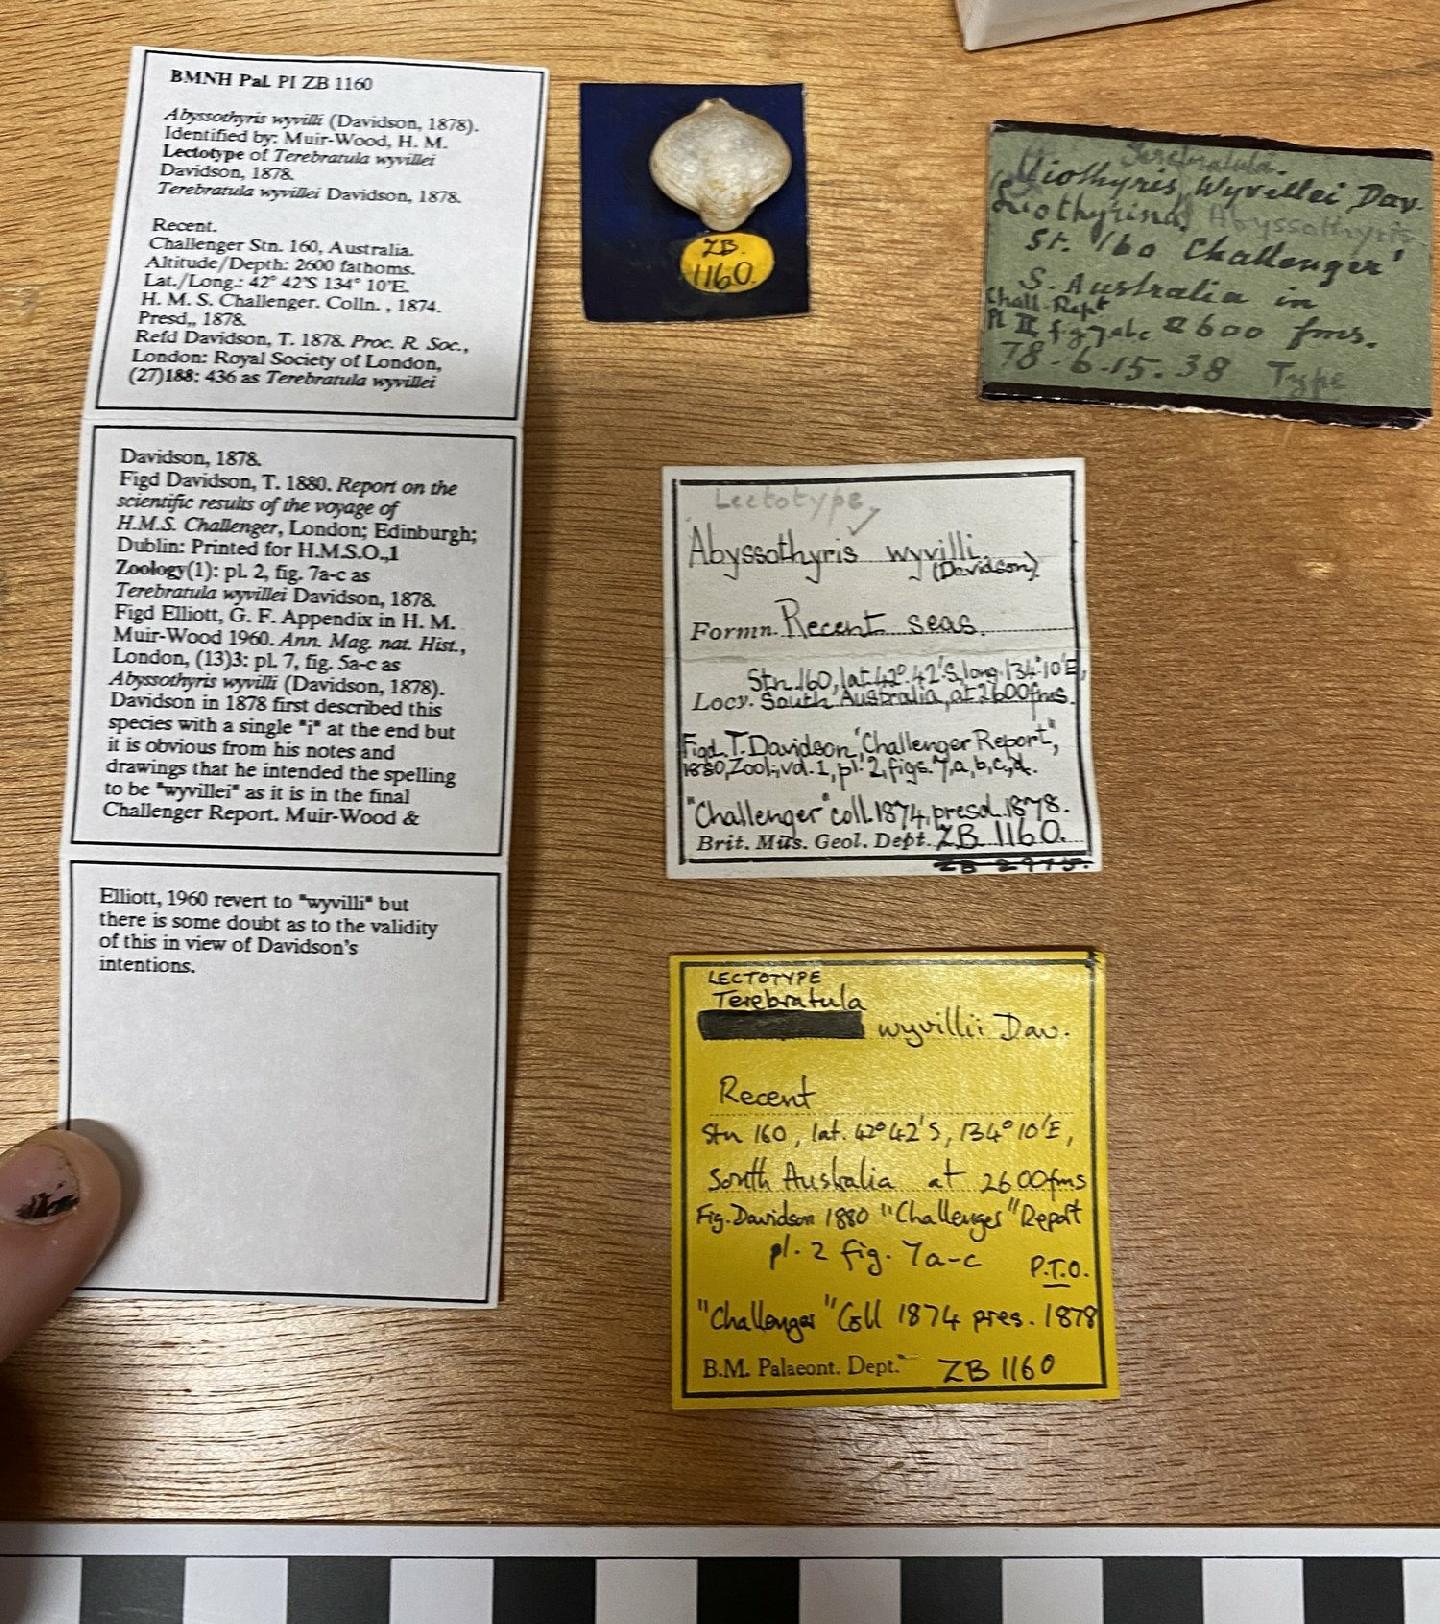 BMNH Pal. PI ZB 1160
Abyssothyris wyvilli (Davidson, 1878).
Identified by: Muir-Wood, H. M.
Lectotype of Terebratula wyvillei
Davidson, 1878.
Terebratula wyvillei Davidson, 1878.
Recent.
Challenger Stn. 160, Australia.
Altitude/Depth: 2600 fathoms.
Lat./Long.: 42° 42'S 134° 10'E.
H. M. S. Challenger. Colln. , 1874.
Presd,, 1878.
Refd Davidson, T. 1878. Proc. R. Soc.,
London: Royal Society of London,
(27)188: 436 as Terebratula wyvillei
Davidson, 1878.
Figd Davidson, T. 1880. Report on the
scientific results of the voyage of
H.M.S. Challenger, London; Edinburgh;
Dublin: Printed for H.M.S.O.,1
Zoology(1): pl. 2, fig. 7a-c as
Terebratula wyvillei Davidson, 1878.
Figd Elliott, G. F. Appendix in H. M.
Muir-Wood 1960. Ann. Mag. nat. Hist.,
London, (13)3: pl. 7, fig. 5a-c as
Abyssothyris wyvilli (Davidson, 1878).
Davidson in 1878 first described this
species with a single "i" at the end but
it is obvious from his notes and
drawings that he intended the spelling
to be "wyvillei" as it is in the final
Challenger Report. Muir-Wood &
Elliott, 1960 revert to "wyvilli" but
there is some doubt as to the validity
of this in view of Davidson's
intentions.
ZB.
1160.
Terebratula
Liothyris Wyvillei Dav.
(Liothyrina) Abyssothyris
St. 160 Challenger'
S. Australia in
Chall. Rept
Pl II fig 7abc 2600 fms.
78.6.15.38 Type
Lectotype
Abyssothyris wyvilli
(Davidson)
Formn. Recent seas.
Stn. 160, lat. 42°.42'S, long. 134°10'E,
Locy. South Australia, at 2600fms.
Figd. T. Davidson, "Challenger Report",
1880, Zool., vol. 1, pl. 2, figs. 7, a, b, c, d.
"Challenger" coll. 1874, presd. 1878.
Brit. Mus. Geol. Dept. ZB 1160.
ZB 2975.
LECTOTYPE
Terebratula
wyvillii Dav.
Recent
Stn 160, lat. 42°42'S, 134°10'E,
South Australia at 2600fms
Fig. Davidson 1880 "Challenger" Report
pl. 2 fig. 7a-c P.T.O.
"Challenger" Coll 1874 pres. 1878
B.M. Palaeont. Dept. ZB 1160